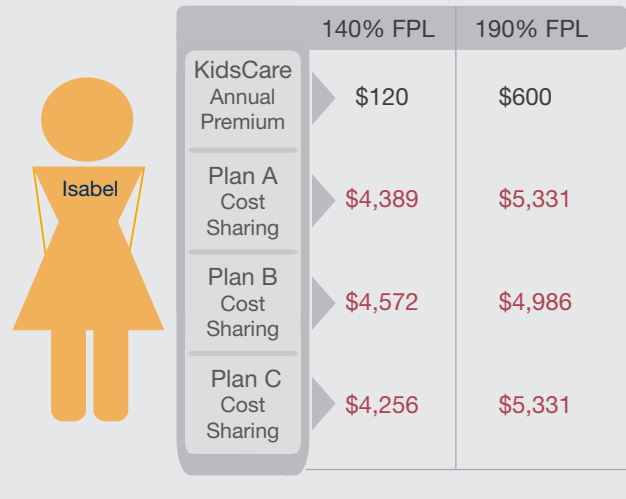 140% FPL 190% FPL
Isabel
KidsCare
Annual
Premium
$120 $600
Plan A
Cost
Sharing
$4,389 $5,331
Plan B
Cost
Sharing
$4,572 $4,986
Plan C
Cost
Sharing
$4,256 $5,331